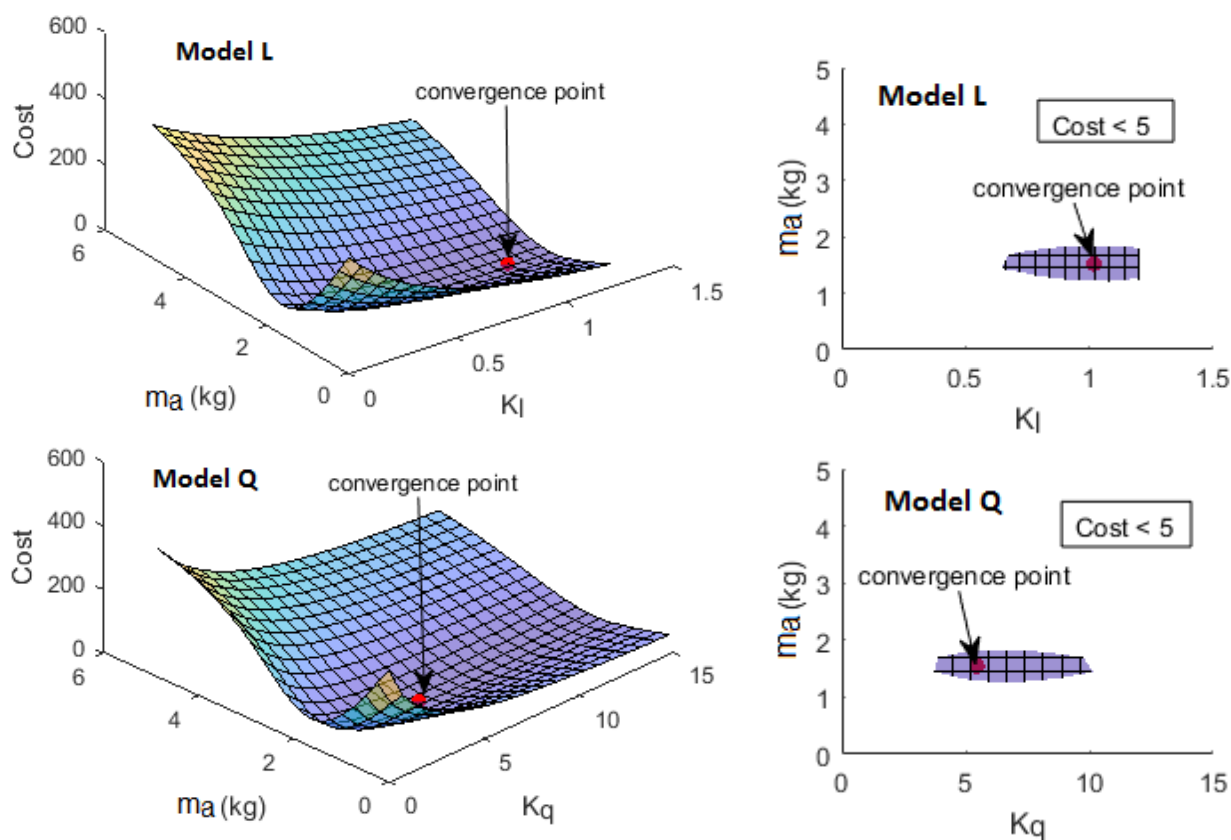 Model L
convergence point
Cost
600
400
200
0
6
4
2
0
mₐ (kg)
0
0.5
1
1.5
Kₗ
Model L
Cost < 5
convergence point
mₐ (kg)
5
4
3
2
1
0
0
0.5
1
1.5
Kₗ
Model Q
convergence point
Cost
600
400
200
0
6
4
2
0
mₐ (kg)
0
5
10
15
K_q
Model Q
Cost < 5
convergence point
mₐ (kg)
5
4
3
2
1
0
0
5
10
15
K_q